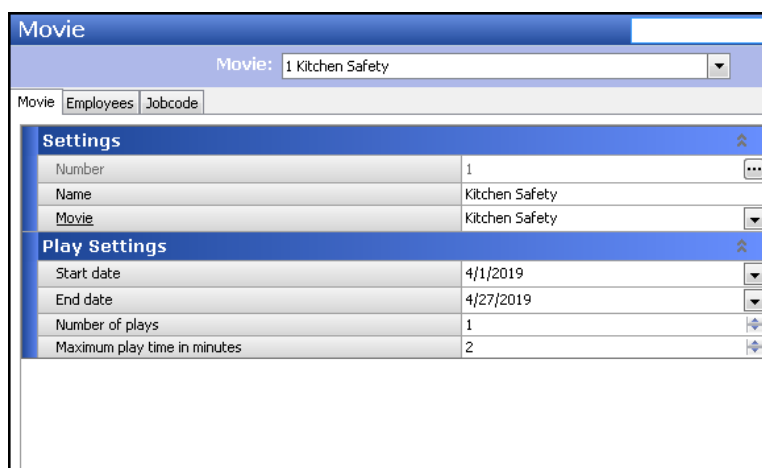 Movie
Movie: 1 Kitchen Safety
Movie Employees Jobcode
Settings
Number 1 ...
Name Kitchen Safety
Movie Kitchen Safety
Play Settings
Start date 4/1/2019
End date 4/27/2019
Number of plays 1
Maximum play time in minutes 2